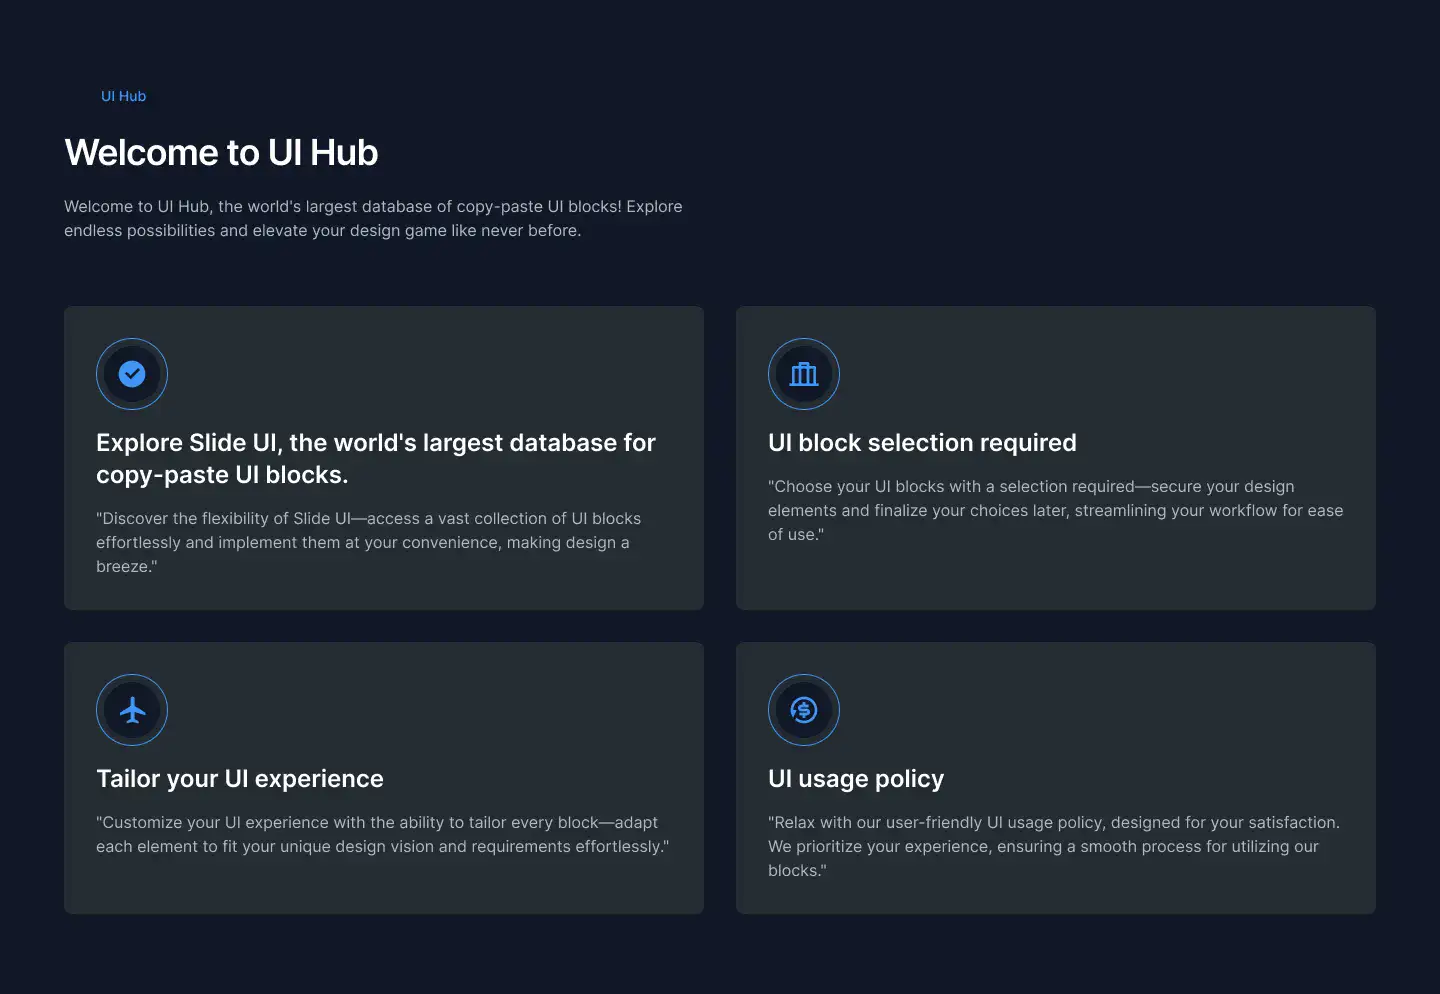 UI Hub
Welcome to UI Hub
Welcome to UI Hub, the world's largest database of copy-paste UI blocks! Explore
endless possibilities and elevate your design game like never before.
Explore Slide UI, the world's largest database for
copy-paste UI blocks.
"Discover the flexibility of Slide UI—access a vast collection of UI blocks
effortlessly and implement them at your convenience, making design a
breeze."
UI block selection required
"Choose your UI blocks with a selection required—secure your design
elements and finalize your choices later, streamlining your workflow for ease
of use."
Tailor your UI experience
"Customize your UI experience with the ability to tailor every block—adapt
each element to fit your unique design vision and requirements effortlessly."
UI usage policy
"Relax with our user-friendly UI usage policy, designed for your satisfaction.
We prioritize your experience, ensuring a smooth process for utilizing our
blocks."